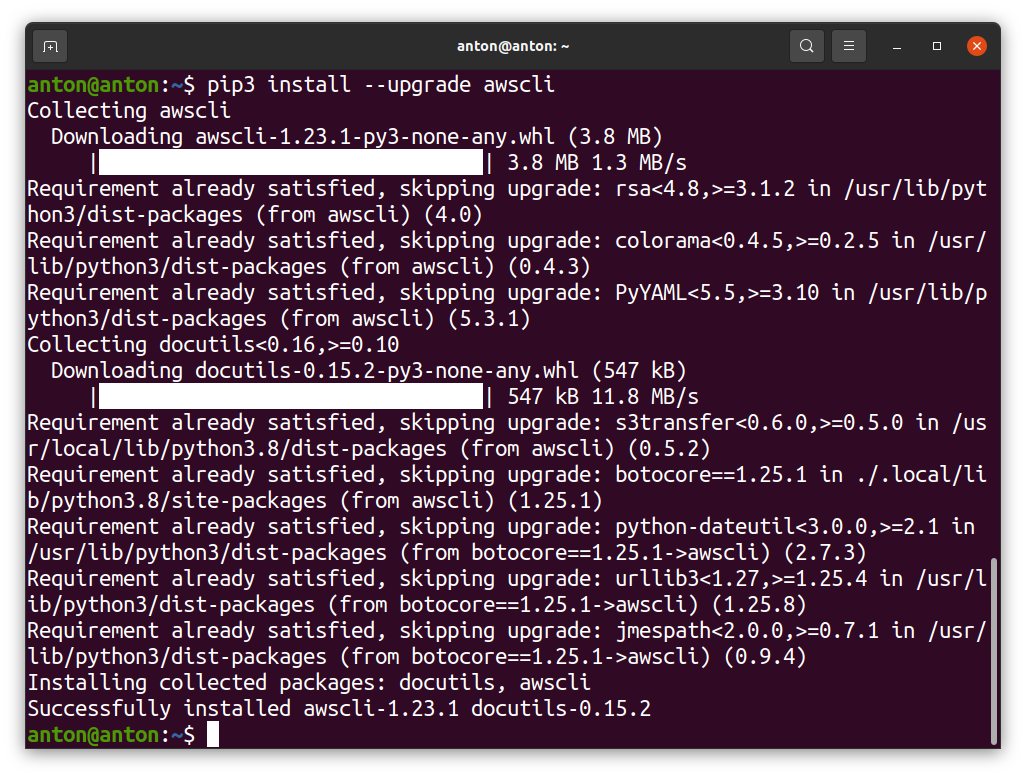 anton@anton: ~
anton@anton:~$ pip3 install --upgrade awscli
Collecting awscli
  Downloading awscli-1.23.1-py3-none-any.whl (3.8 MB)
     |████████████████████████████████| 3.8 MB 1.3 MB/s
Requirement already satisfied, skipping upgrade: rsa<4.8,>=3.1.2 in /usr/lib/pyt
hon3/dist-packages (from awscli) (4.0)
Requirement already satisfied, skipping upgrade: colorama<0.4.5,>=0.2.5 in /usr/
lib/python3/dist-packages (from awscli) (0.4.3)
Requirement already satisfied, skipping upgrade: PyYAML<5.5,>=3.10 in /usr/lib/p
ython3/dist-packages (from awscli) (5.3.1)
Collecting docutils<0.16,>=0.10
  Downloading docutils-0.15.2-py3-none-any.whl (547 kB)
     |████████████████████████████████| 547 kB 11.8 MB/s
Requirement already satisfied, skipping upgrade: s3transfer<0.6.0,>=0.5.0 in /us
r/local/lib/python3.8/dist-packages (from awscli) (0.5.2)
Requirement already satisfied, skipping upgrade: botocore==1.25.1 in ./.local/li
b/python3.8/site-packages (from awscli) (1.25.1)
Requirement already satisfied, skipping upgrade: python-dateutil<3.0.0,>=2.1 in
/usr/lib/python3/dist-packages (from botocore==1.25.1->awscli) (2.7.3)
Requirement already satisfied, skipping upgrade: urllib3<1.27,>=1.25.4 in /usr/l
ib/python3/dist-packages (from botocore==1.25.1->awscli) (1.25.8)
Requirement already satisfied, skipping upgrade: jmespath<2.0.0,>=0.7.1 in /usr/
lib/python3/dist-packages (from botocore==1.25.1->awscli) (0.9.4)
Installing collected packages: docutils, awscli
Successfully installed awscli-1.23.1 docutils-0.15.2
anton@anton:~$